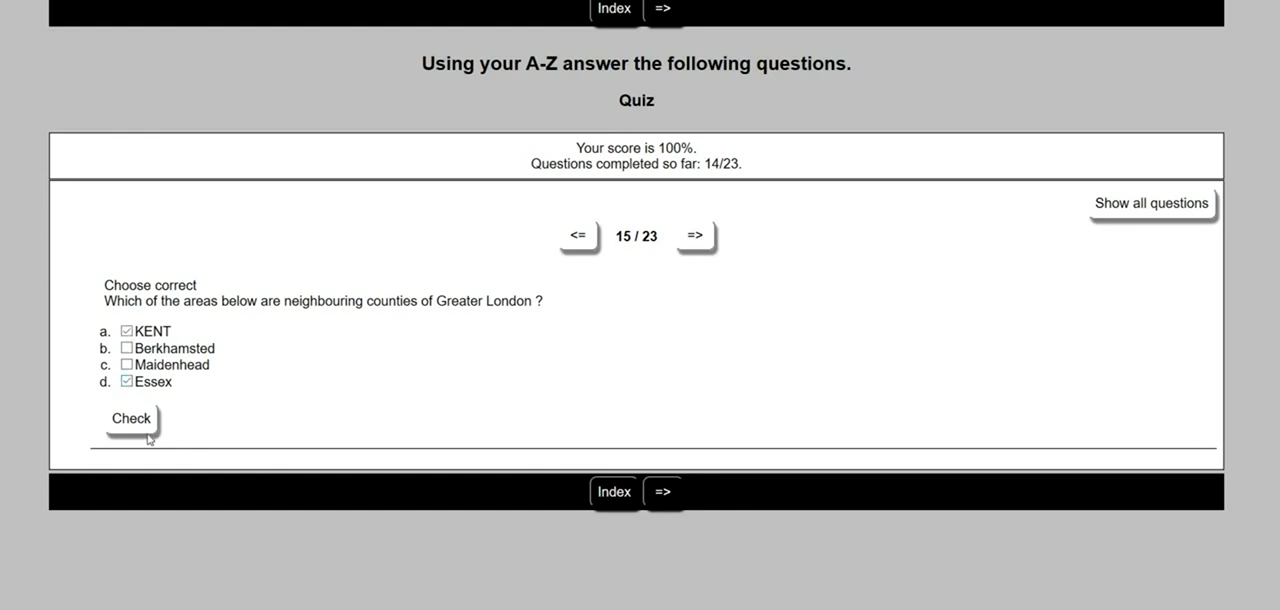 Index =>
Using your A-Z answer the following questions.
Quiz
Your score is 100%.
Questions completed so far: 14/23.
Show all questions
<= 15 / 23 =>
Choose correct
Which of the areas below are neighbouring counties of Greater London ?
a. KENT
b. Berkhamsted
c. Maidenhead
d. Essex
Check
Index =>